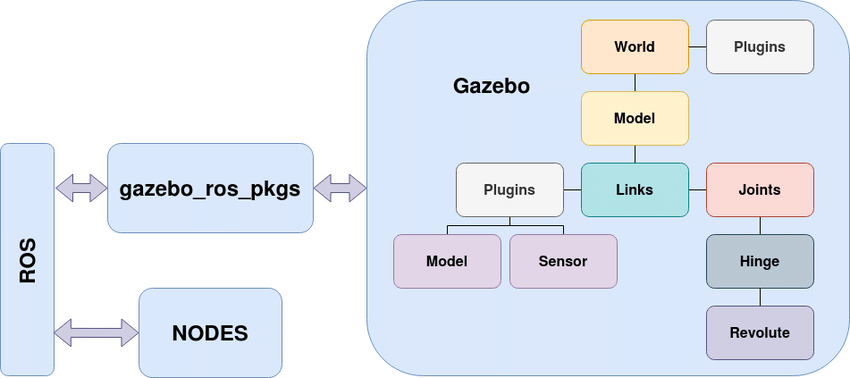 World
Plugins
Gazebo
Model
ROS
gazebo_ros_pkgs
Plugins
Links
Joints
Model
Sensor
Hinge
NODES
Revolute